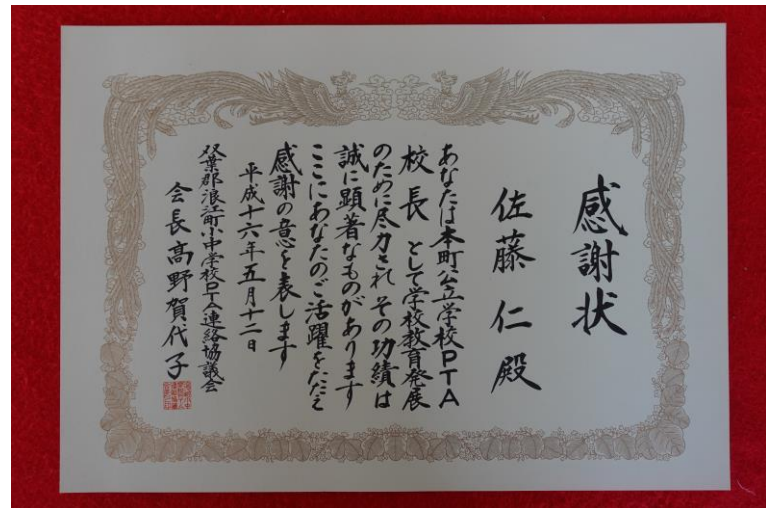 感謝状
佐藤仁殿
あなたは本町公立学校PTA
校長として学校教育発展
のために尽力され その功績は
誠に顕著なものがあります
ここにあなたのご活躍をたたえ
感謝の意を表します
平成十六年五月十二日
双葉郡浪江町小中学校PTA連絡協議会
会長高野賀代子